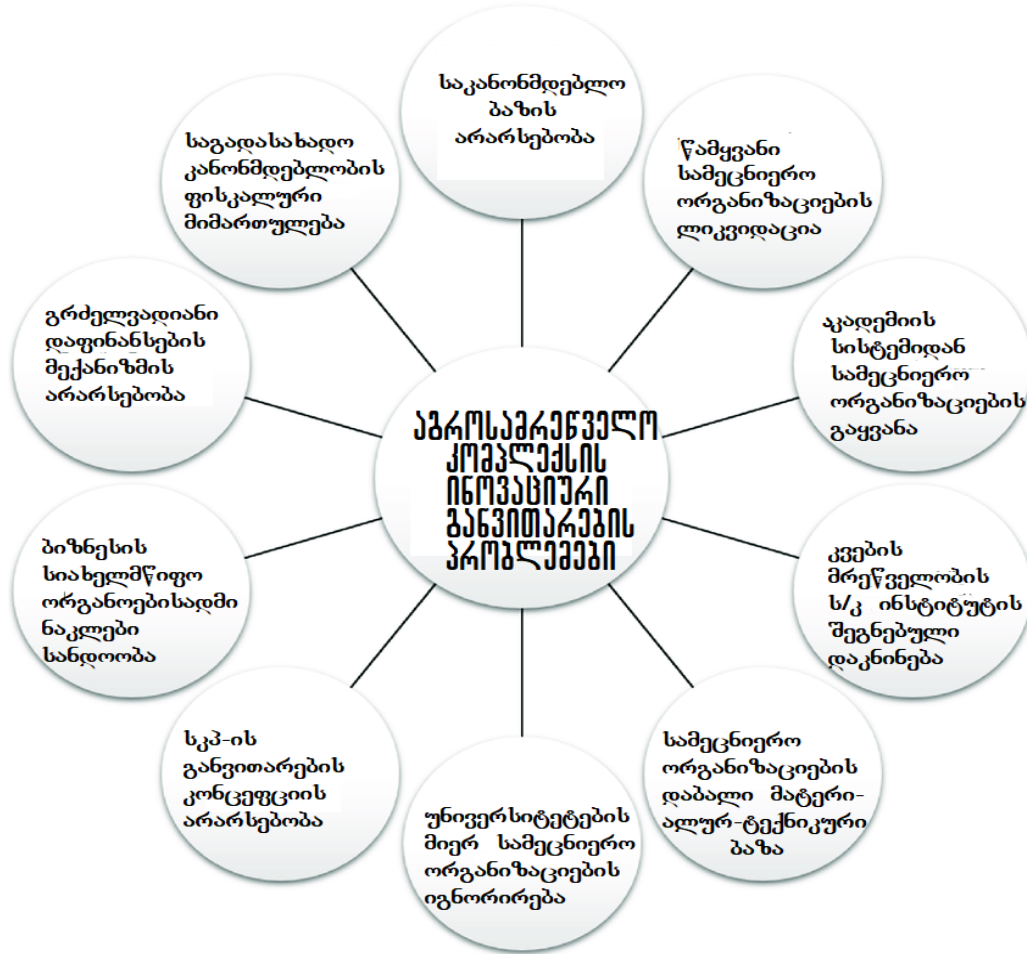 საკანონმდებლო
ბაზის
არარსებობა
წამყვანი
სამეცნიერო
ორგანიზაციების
ლიკვიდაცია
აკადემიის
სისტემიდან
სამეცნიერო
ორგანიზაციების
გაყვანა
კვების
მრეწველობის
ს/კ ინსტიტუტის
შეგნებული
დაკნინება
სამეცნიერო
ორგანიზაციების
დაბალი მატერი-
ალურ-ტექნიკური
ბაზა
უნივერსიტეტების
მიერ სამეცნიერო
ორგანიზაციების
იგნორირება
სკპ-ის
განვითარების
კონცეფციის
არარსებობა
ბიზნესის
სიახელმწიფო
ორგანოებისადმი
ნაკლები
სანდოობა
გრძელვადიანი
დაფინანსების
მექანიზმის
არარსებობა
საგადასახადო
კანონმდებლობის
ფისკალური
მიმართულება
აგროსამრეწველო
კომპლექსის
ინოვაციური
განვითარების
პრობლემები